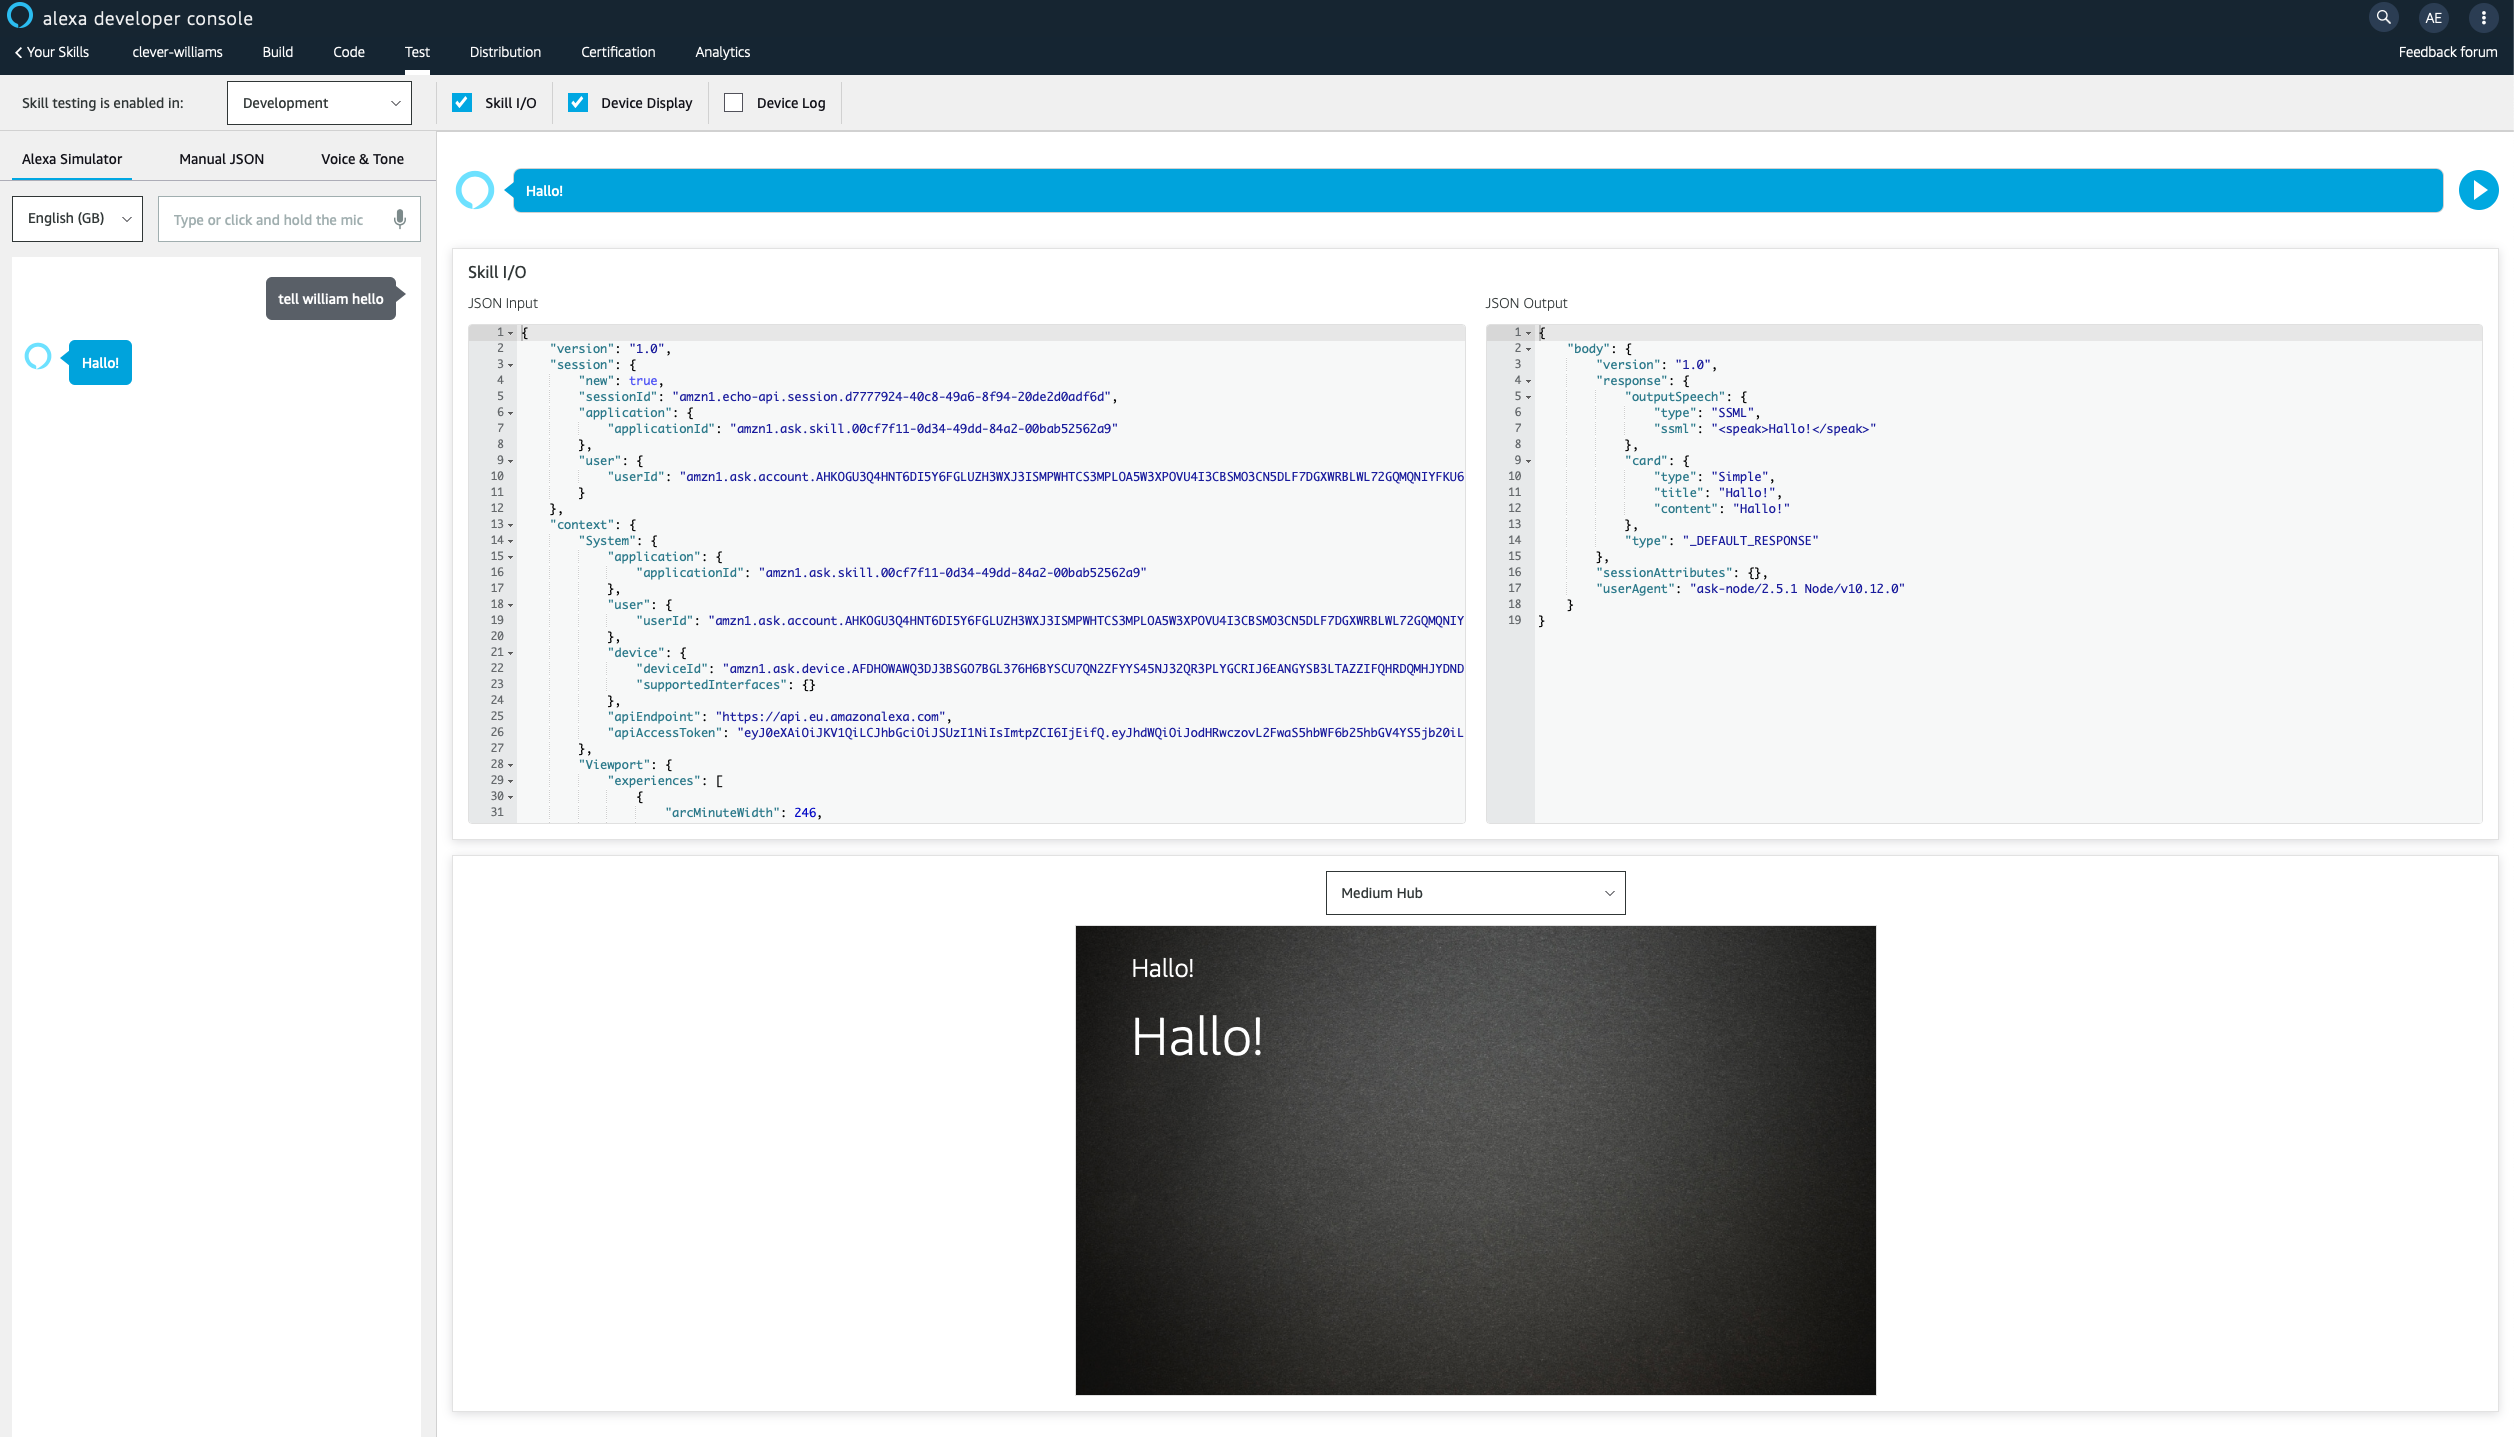 alexa developer console
AE
Your Skills
clever-williams
Build
Code
Test
Distribution
Certification
Analytics
Feedback forum
Skill testing is enabled in:
Development
Skill I/O
Device Display
Device Log
Alexa Simulator
Manual JSON
Voice & Tone
English (GB)
Type or click and hold the mic
tell william hello
Hallo!
Hallo!
Skill I/O
JSON Input
1 {
2 "version": "1.0",
3 "session": {
4 "new": true,
5 "sessionId": "amzn1.echo-api.session.d7777924-40c8-49a6-8f94-20de2d0adf6d",
6 "application": {
7 "applicationId": "amzn1.ask.skill.00cf7f11-0d34-49dd-84a2-00bab52562a9"
8 },
9 "user": {
10 "userId": "amzn1.ask.account.AHKOGU3Q4HNT6DI5Y6FGLUZH3WXJ3ISMPWHTCS3MPLOA5W3XPOVU4I3CBSMO3CN5DLF7DGXWRBLWL72GQMQNIYFKU6
11 }
12 },
13 "context": {
14 "System": {
15 "application": {
16 "applicationId": "amzn1.ask.skill.00cf7f11-0d34-49dd-84a2-00bab52562a9"
17 },
18 "user": {
19 "userId": "amzn1.ask.account.AHKOGU3Q4HNT6DI5Y6FGLUZH3WXJ3ISMPWHTCS3MPLOA5W3XPOVU4I3CBSMO3CN5DLF7DGXWRBLWL72GQMQNIY
20 },
21 "device": {
22 "deviceId": "amzn1.ask.device.AFDHOWAWQ3DJ3BSGO7BGL376H6BYSCU7QN2ZFYYS45NJ32QR3PLYGCRIJ6EANGYSB3LTAZZIFQHRDQMHJYDND
23 "supportedInterfaces": {}
24 },
25 "apiEndpoint": "https://api.eu.amazonalexa.com",
26 "apiAccessToken": "eyJ0eXAiOiJKV1QiLCJhbGciOiJSUzI1NiIsImtpZCI6IjEifQ.eyJhdWQiOiJodHRwczovL2FwaS5hbWF6b25hbGV4YS5jb20iL
27 },
28 "Viewport": {
29 "experiences": [
30 {
31 "arcMinuteWidth": 246,
JSON Output
1 {
2 "body": {
3 "version": "1.0",
4 "response": {
5 "outputSpeech": {
6 "type": "SSML",
7 "ssml": "<speak>Hallo!</speak>"
8 },
9 "card": {
10 "type": "Simple",
11 "title": "Hallo!",
12 "content": "Hallo!"
13 },
14 "type": "_DEFAULT_RESPONSE"
15 },
16 "sessionAttributes": {},
17 "userAgent": "ask-node/2.5.1 Node/v10.12.0"
18 }
19 }
Medium Hub
Hallo!
Hallo!